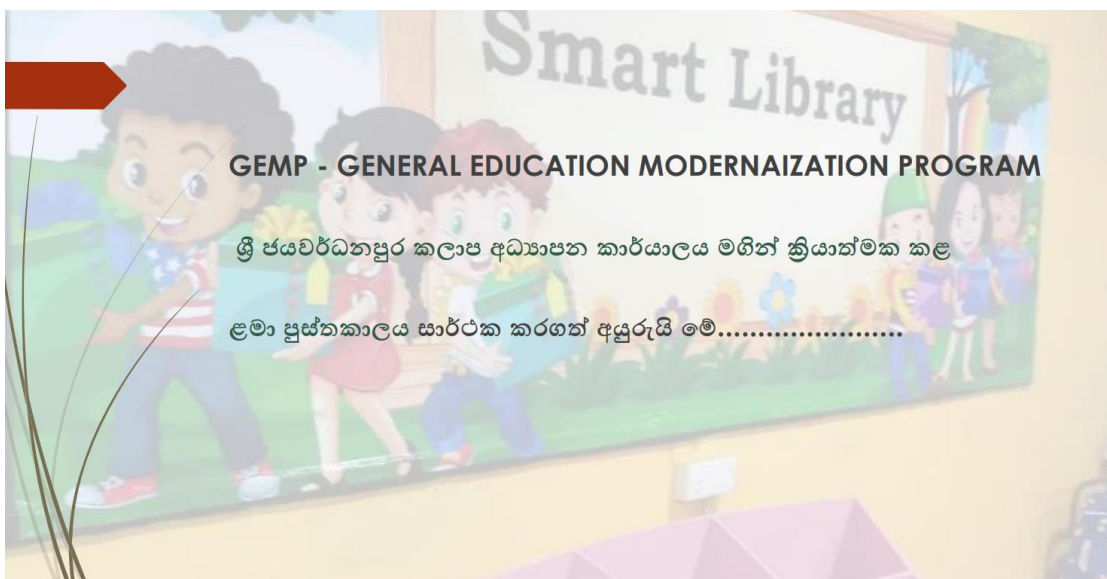 Smart Library
GEMP - GENERAL EDUCATION MODERNAIZATION PROGRAM
ශ්‍රී ජයවර්ධනපුර කලාප අධ්‍යාපන කාර්යාලය මගින් ක්‍රියාත්මක කළ
ළමා පුස්තකාලය සාර්ථක කරගත් අයුරුයි මේ.......................